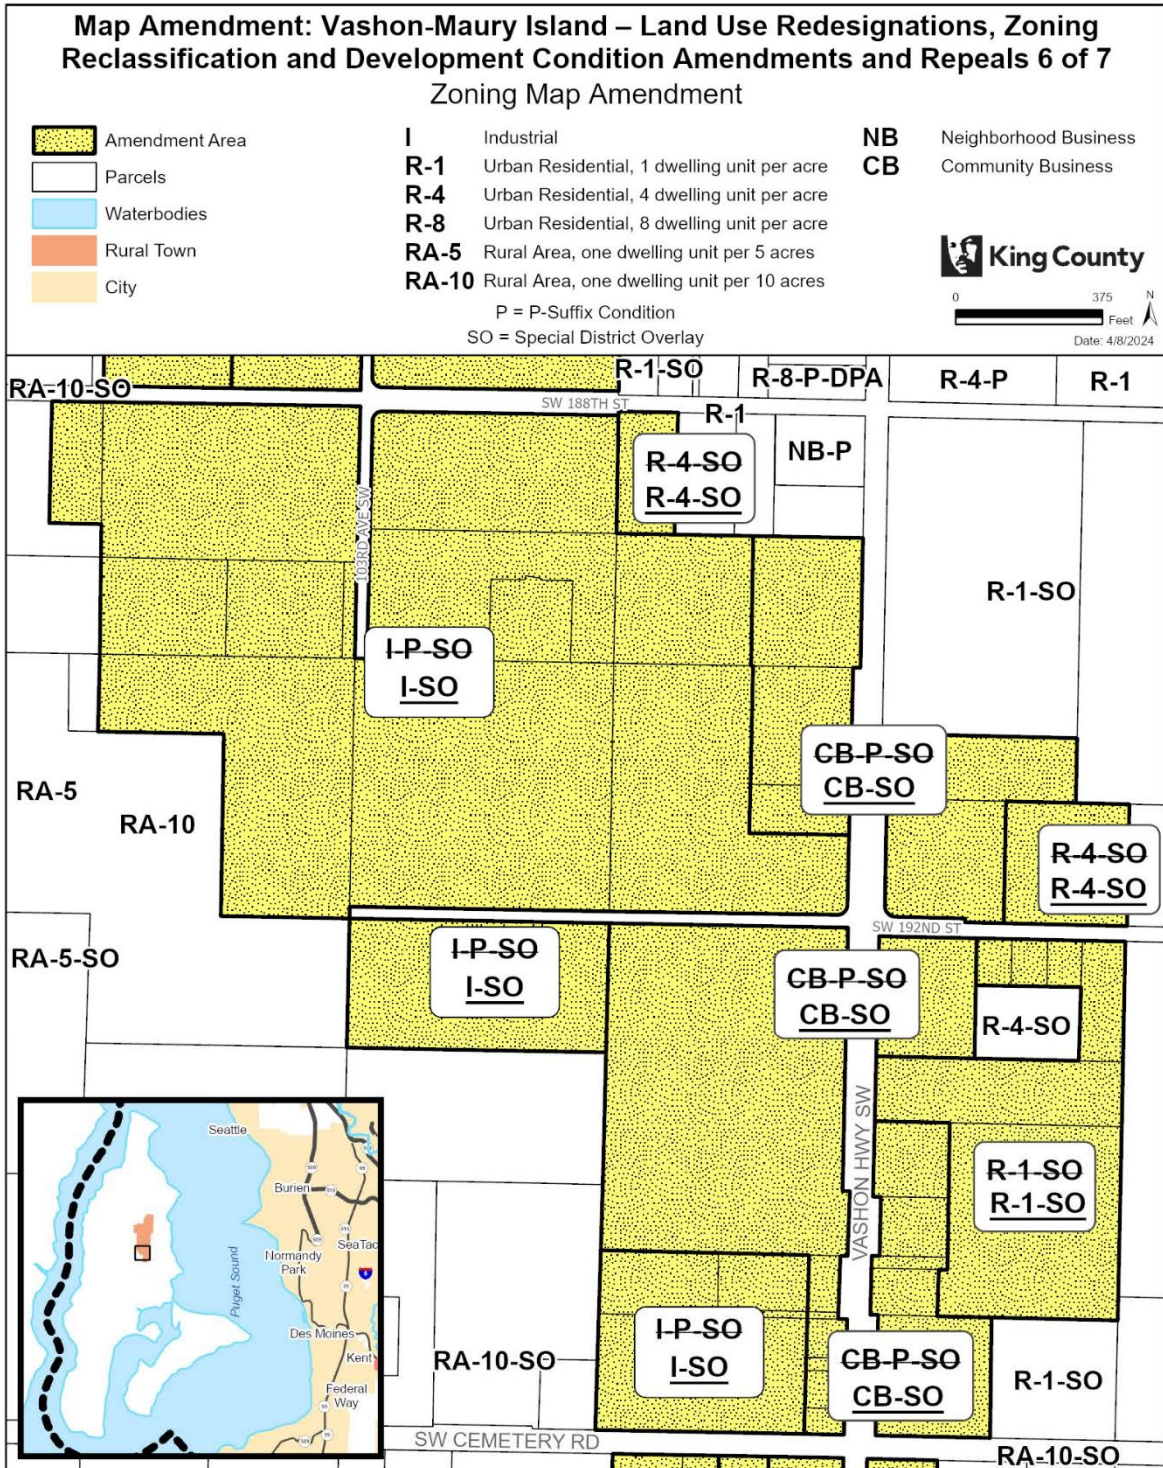 Map Amendment: Vashon-Maury Island – Land Use Redesignations, Zoning
Reclassification and Development Condition Amendments and Repeals 6 of 7
Zoning Map Amendment
Amendment Area
Parcels
Waterbodies
Rural Town
City
I Industrial
R-1 Urban Residential, 1 dwelling unit per acre
R-4 Urban Residential, 4 dwelling unit per acre
R-8 Urban Residential, 8 dwelling unit per acre
RA-5 Rural Area, one dwelling unit per 5 acres
RA-10 Rural Area, one dwelling unit per 10 acres
P = P-Suffix Condition
SO = Special District Overlay
NB Neighborhood Business
CB Community Business
King County
0 375
Feet
N
Date: 4/8/2024
RA-10-SO
R-1-SO
R-8-P-DPA
R-4-P
R-1
SW 188TH ST
R-1
R-4-SO
R-4-SO
NB-P
103RD AVE SW
R-1-SO
I-P-SO
I-SO
CB-P-SO
CB-SO
RA-5
RA-10
R-4-SO
R-4-SO
SW 192ND ST
RA-5-SO
I-P-SO
I-SO
CB-P-SO
CB-SO
R-4-SO
VASHON HWY SW
R-1-SO
R-1-SO
Seattle
Burien
Normandy
Park
SeaTac
Puget Sound
Des Moines
Kent
Federal
Way
509
509
518
99
99
99
509
99
5
I-P-SO
I-SO
RA-10-SO
CB-P-SO
CB-SO
R-1-SO
SW CEMETERY RD
RA-10-SO